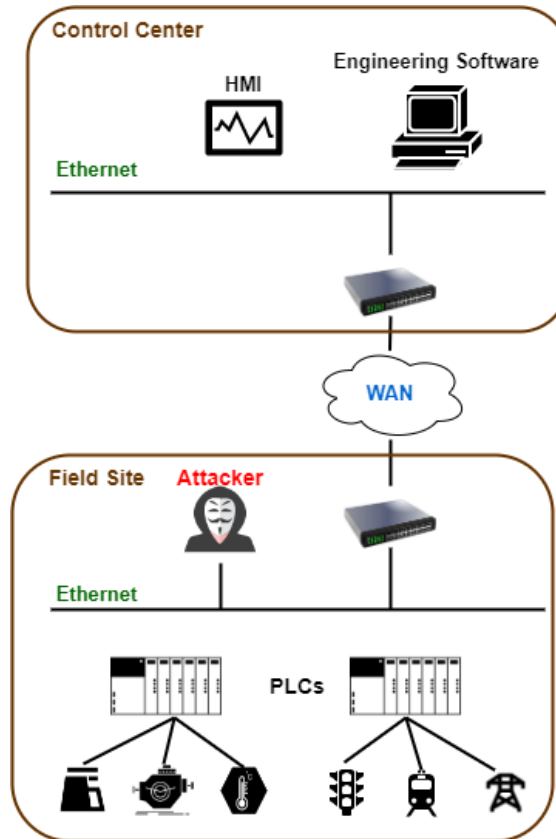 Control Center
Engineering Software
HMI
Ethernet
WAN
Field Site Attacker
Ethernet
PLCs
°C